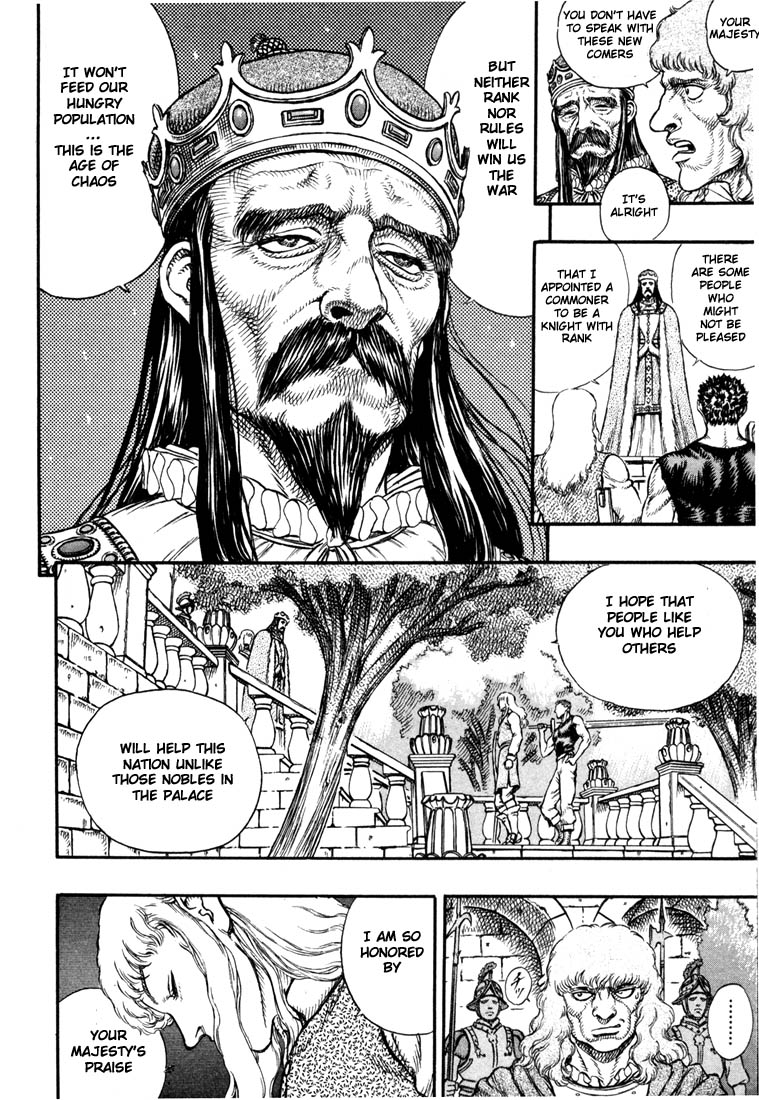 YOUR
MAJESTY
YOU DON'T HAVE
TO SPEAK WITH
THESE NEW
COMERS
IT'S
ALRIGHT
THERE
ARE SOME
PEOPLE
WHO
MIGHT
NOT BE
PLEASED
THAT I
APPOINTED A
COMMONER
TO BE A
KNIGHT WITH
RANK
BUT
NEITHER
RANK
NOR
RULES
WILL
WIN US
THE
WAR
IT WON'T
FEED OUR
HUNGRY
POPULATION
...
THIS IS THE
AGE OF
CHAOS
I HOPE THAT
PEOPLE LIKE
YOU WHO HELP
OTHERS
WILL HELP THIS
NATION UNLIKE
THOSE NOBLES IN
THE PALACE
........
I AM SO
HONORED
BY
YOUR
MAJESTY'S
PRAISE